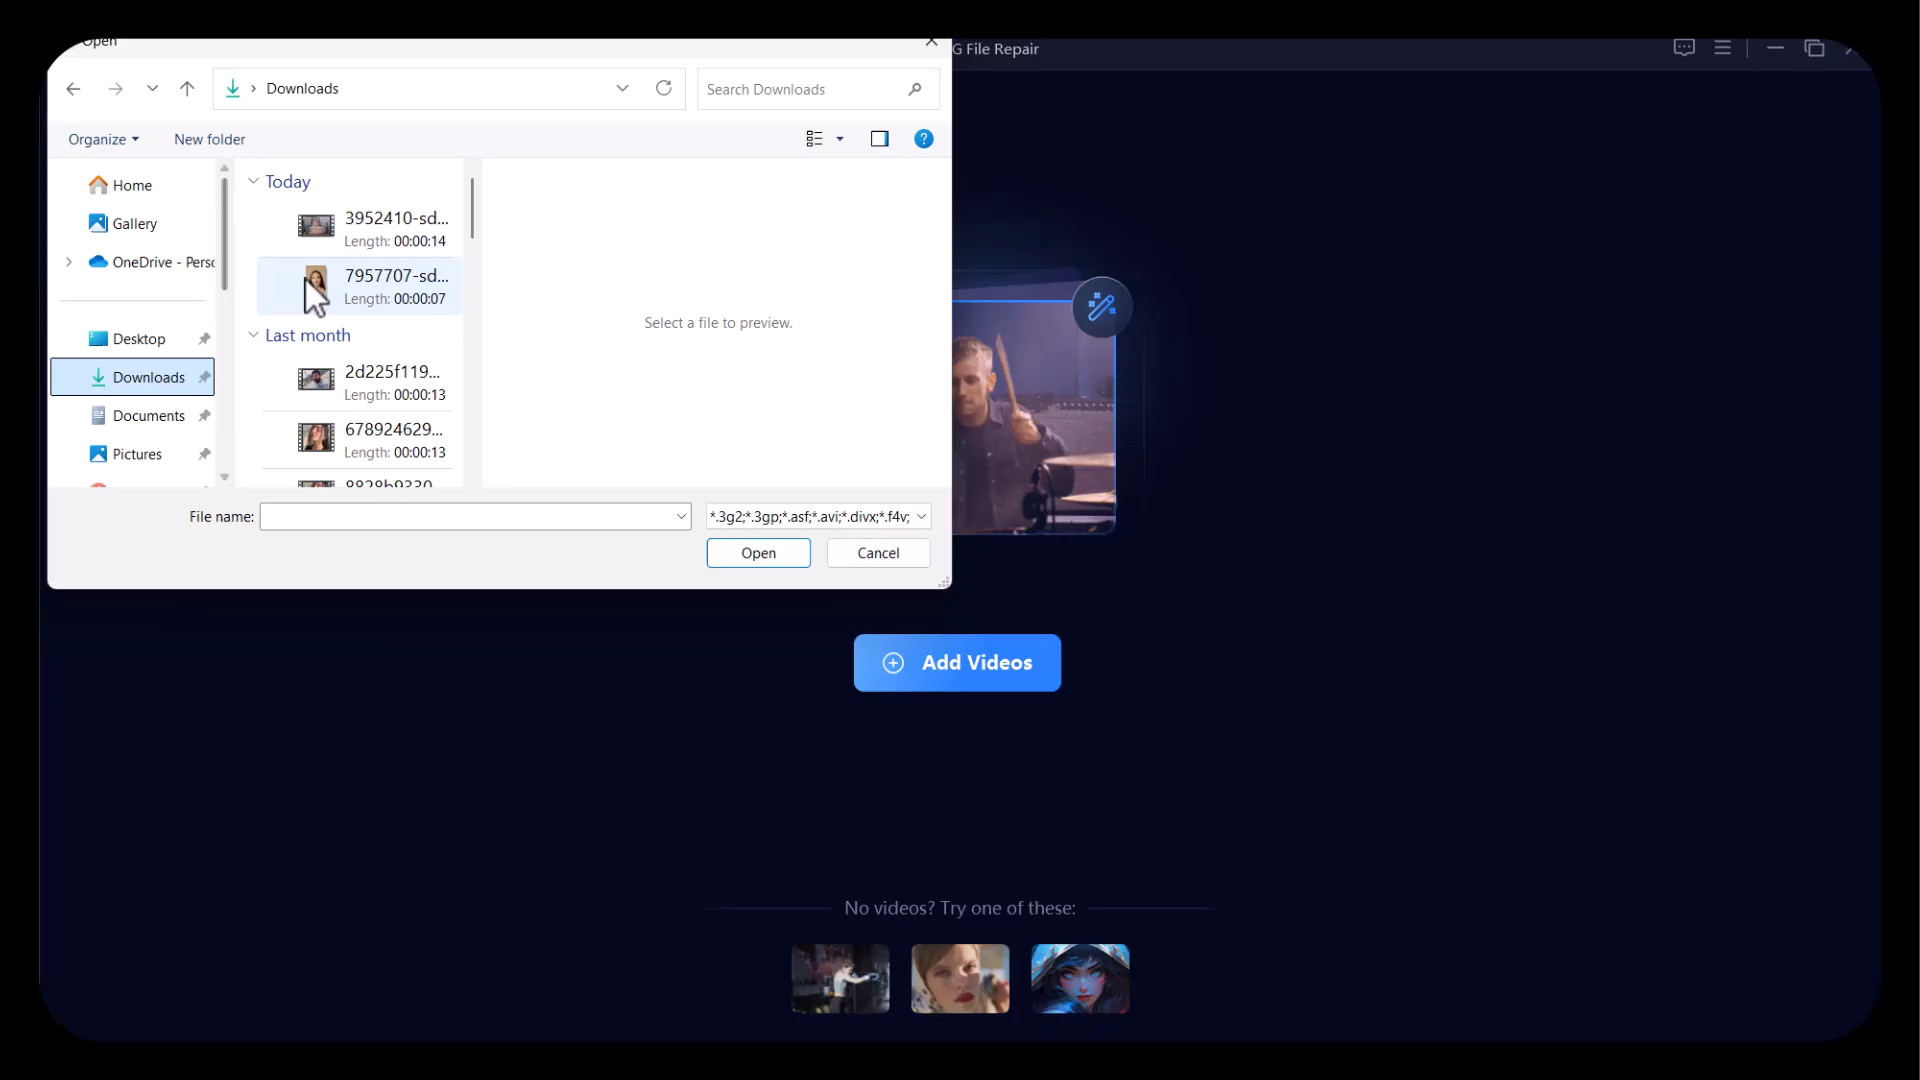 Open
G File Repair
Downloads
Search Downloads
Organize
New folder
Home
Gallery
OneDrive - Perso
Desktop
Downloads
Documents
Pictures
Today
3952410-sd...
Length: 00:00:14
7957707-sd...
Length: 00:00:07
Last month
2d225f119...
Length: 00:00:13
678924629...
Length: 00:00:13
8828b9330
Select a file to preview.
File name:
*.3g2;*.3gp;*.asf;*.avi;*.divx;*.f4v;
Open
Cancel
Add Videos
No videos? Try one of these: